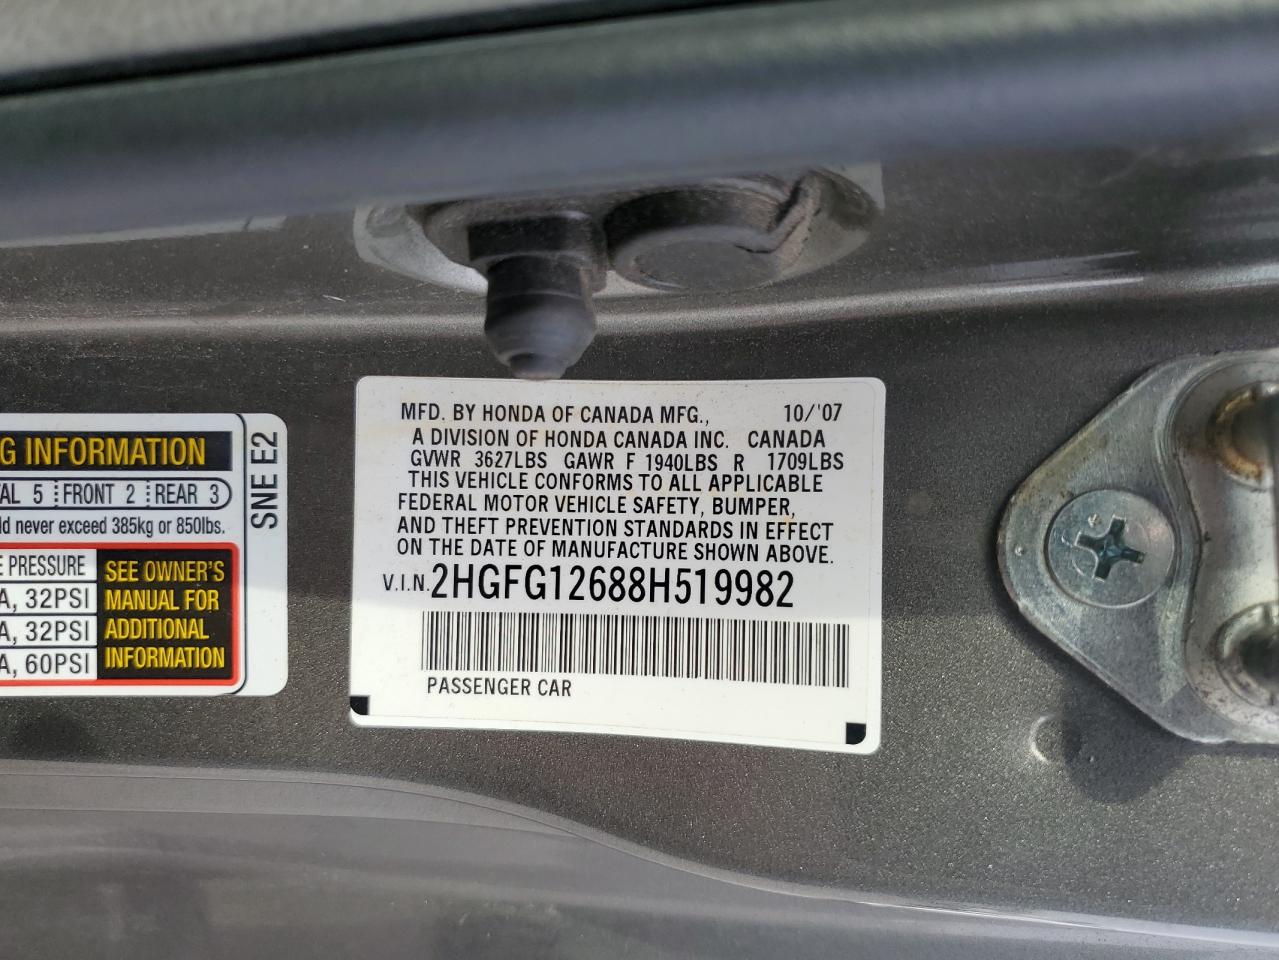 G INFORMATION
AL 5 FRONT 2 REAR 3
ld never exceed 385kg or 850lbs.
E PRESSURE
A, 32PSI
A, 32PSI
A, 60PSI
SEE OWNER'S
MANUAL FOR
ADDITIONAL
INFORMATION
SNE E2
MFD. BY HONDA OF CANADA MFG., 10/'07
A DIVISION OF HONDA CANADA INC. CANADA
GVWR 3627LBS GAWR F 1940LBS R 1709LBS
THIS VEHICLE CONFORMS TO ALL APPLICABLE
FEDERAL MOTOR VEHICLE SAFETY, BUMPER,
AND THEFT PREVENTION STANDARDS IN EFFECT
ON THE DATE OF MANUFACTURE SHOWN ABOVE.
V.I.N. 2HGFG12688H519982
PASSENGER CAR